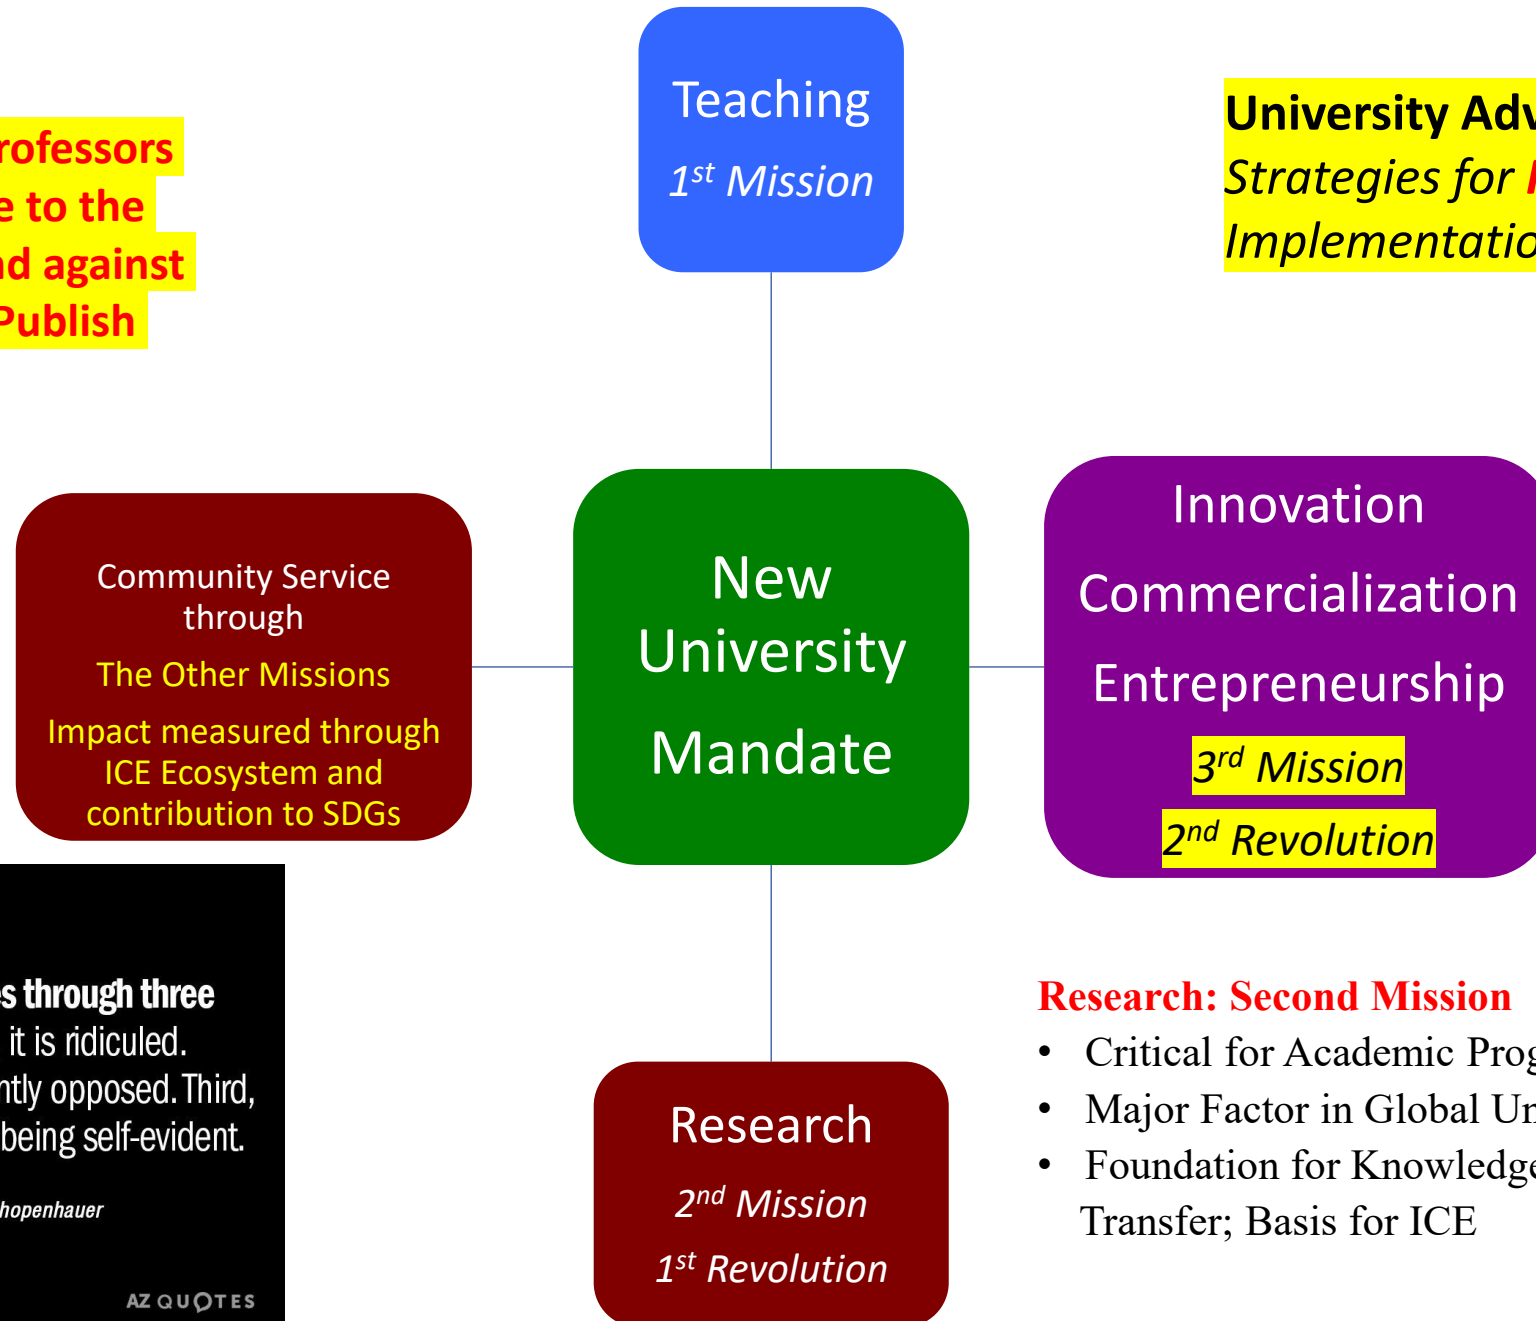 Teaching
1st Mission
rofessors
e to the
nd against
Publish
University Adv
Strategies for
Implementatio
Community Service
through
The Other Missions
Impact measured through
ICE Ecosystem and
contribution to SDGs
New
University
Mandate
Innovation
Commercialization
Entrepreneurship
3rd Mission
2nd Revolution
s through three
it is ridiculed.
ntly opposed. Third,
being self-evident.
hopenhauer
AZ QUOTES
Research
2nd Mission
1st Revolution
Research: Second Mission
• Critical for Academic Prog
• Major Factor in Global Un
• Foundation for Knowledge
Transfer; Basis for ICE